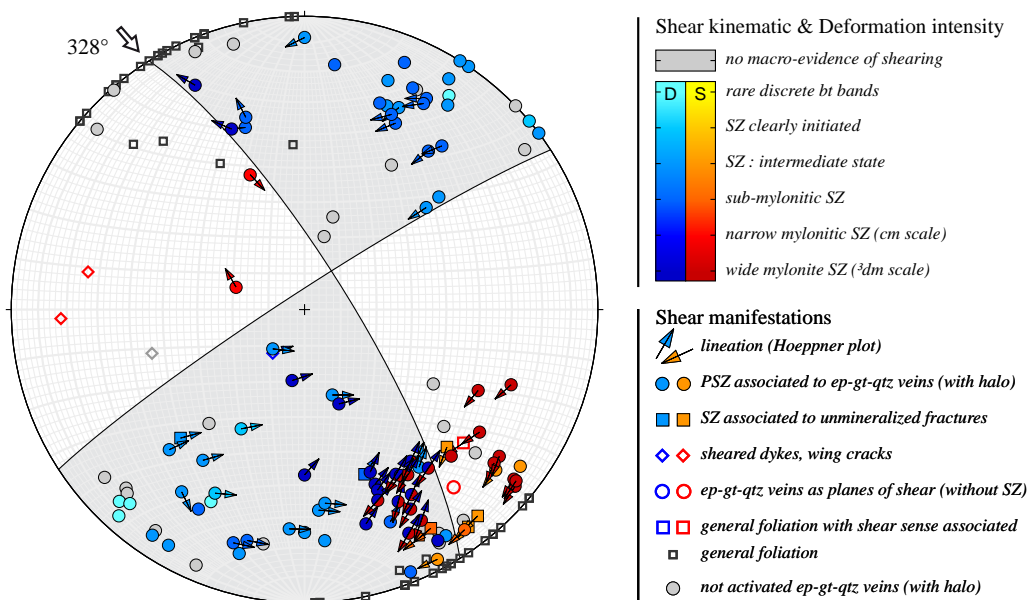 328°
Shear kinematic & Deformation intensity
no macro-evidence of shearing
D S
rare discrete bt bands
SZ clearly initiated
SZ : intermediate state
sub-mylonitic SZ
narrow mylonitic SZ (cm scale)
wide mylonite SZ (³dm scale)
Shear manifestations
lineation (Hoeppner plot)
PSZ associated to ep-gt-qtz veins (with halo)
SZ associated to unmineralized fractures
sheared dykes, wing cracks
ep-gt-qtz veins as planes of shear (without SZ)
general foliation with shear sense associated
general foliation
not activated ep-gt-qtz veins (with halo)